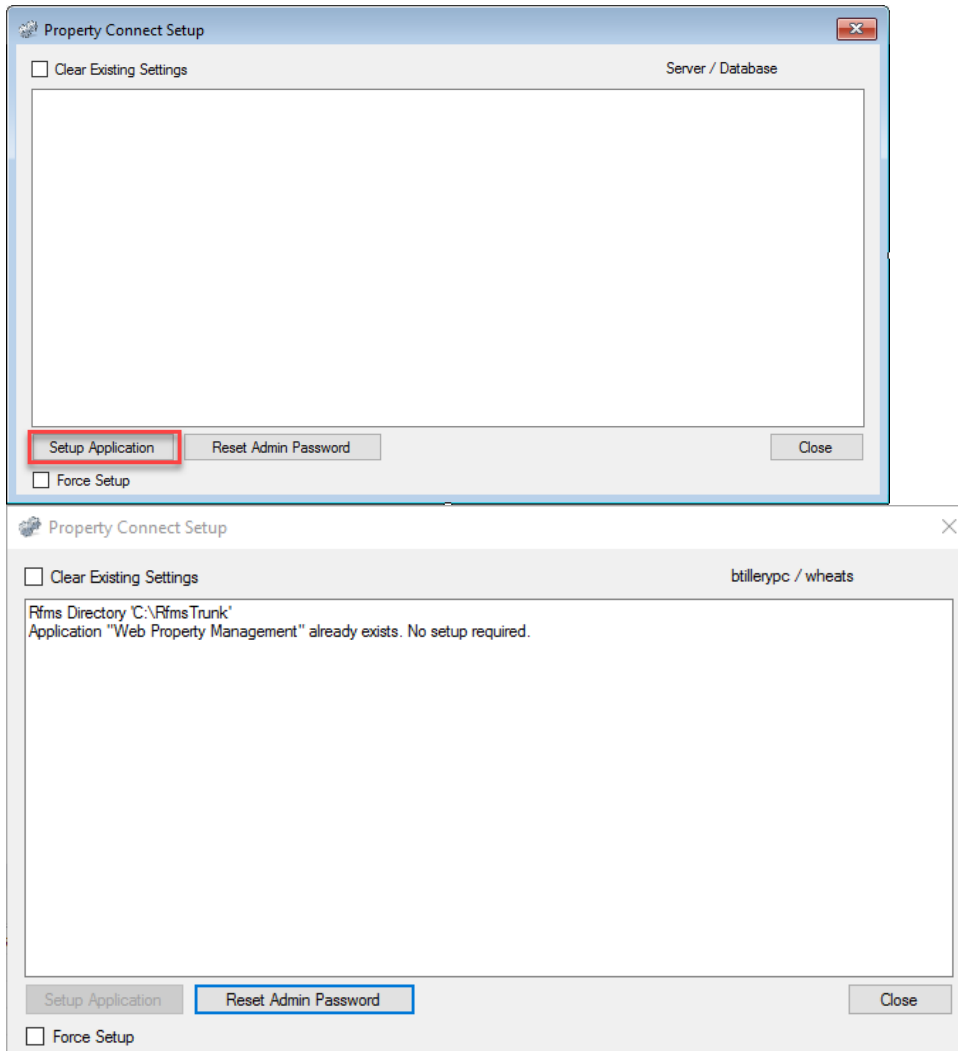 Property Connect Setup
Clear Existing Settings Server / Database
Setup Application Reset Admin Password Close
Force Setup
Property Connect Setup
Clear Existing Settings btillerypc / wheats
Rfms Directory 'C:\RfmsTrunk'
Application "Web Property Management" already exists. No setup required.
Setup Application Reset Admin Password Close
Force Setup